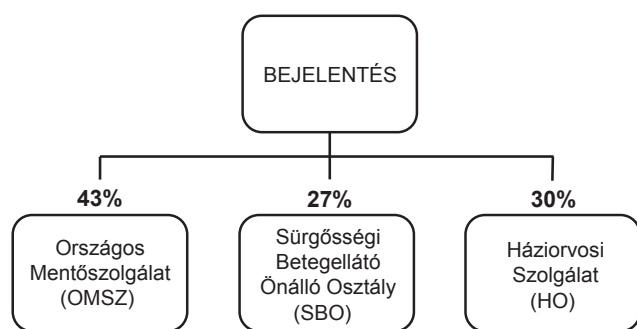 BEJELENTÉS
43%
27%
30%
Országos
Mentőszolgálat
(OMSZ)
Sürgősségi
Betegellátó
Önálló Osztály
(SBO)
Háziorvosi
Szolgálat
(HO)